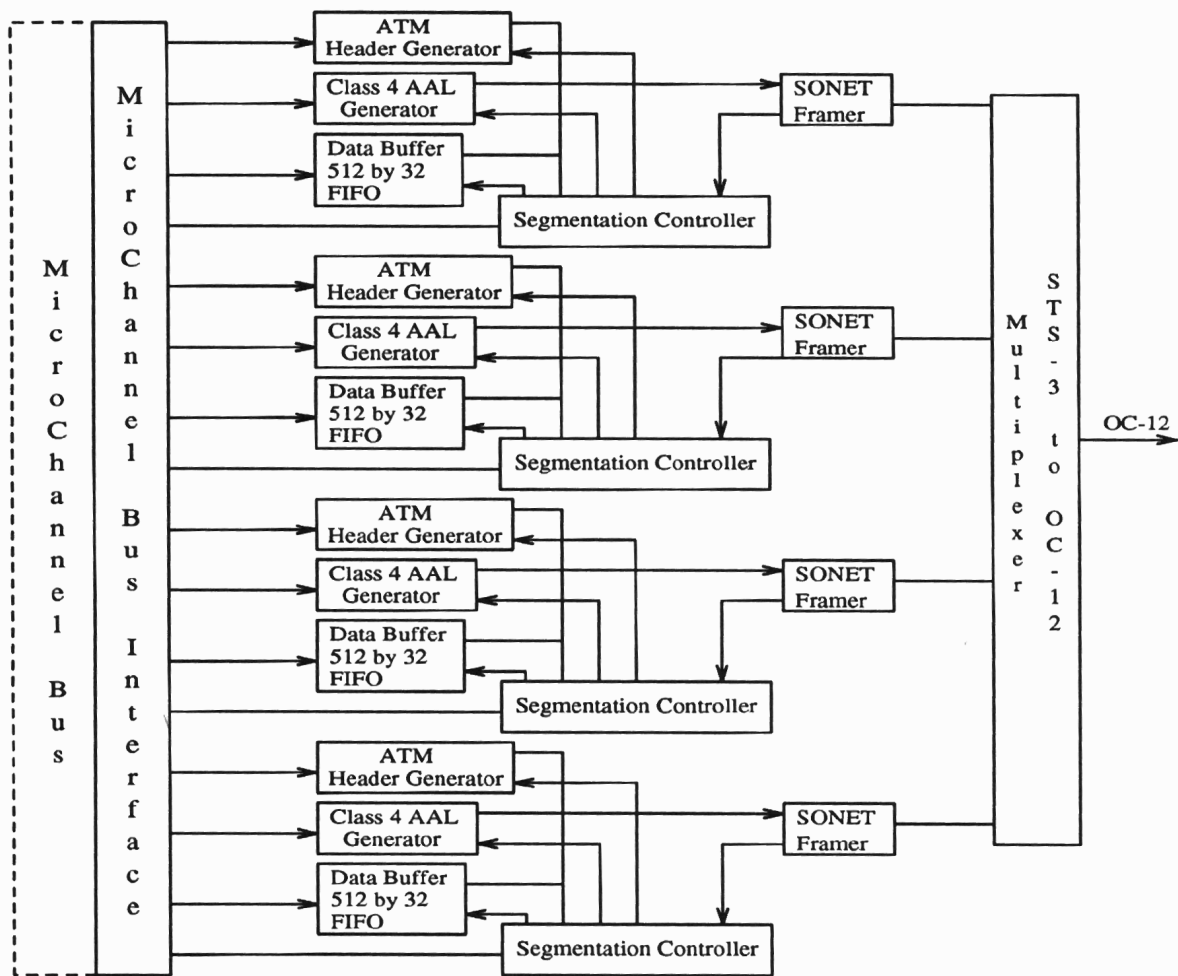 MicroChannel Bus
MicroChannel Bus Interface
ATM
Header Generator
Class 4 AAL
Generator
Data Buffer
512 by 32
FIFO
Segmentation Controller
SONET
Framer
ATM
Header Generator
Class 4 AAL
Generator
Data Buffer
512 by 32
FIFO
Segmentation Controller
SONET
Framer
ATM
Header Generator
Class 4 AAL
Generator
Data Buffer
512 by 32
FIFO
Segmentation Controller
SONET
Framer
ATM
Header Generator
Class 4 AAL
Generator
Data Buffer
512 by 32
FIFO
Segmentation Controller
SONET
Framer
STS-3 to OC-12
Multiplexer
OC-12